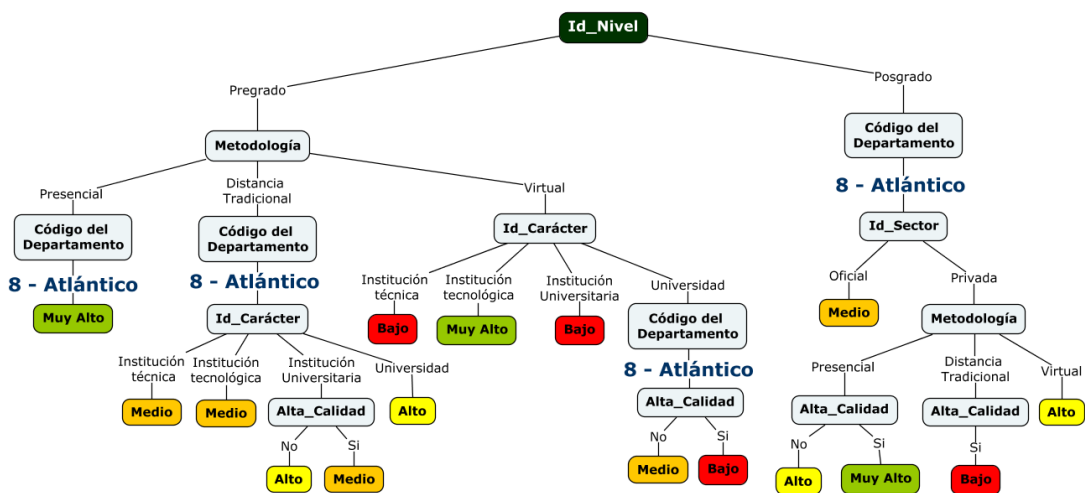 Id_Nivel
Pregrado
Posgrado
Metodología
Código del
Departamento
Presencial
Distancia
Tradicional
Virtual
8 - Atlántico
Código del
Departamento
Código del
Departamento
Id_Carácter
Id_Sector
8 - Atlántico
8 - Atlántico
Institución
técnica
Institución
tecnológica
Institución
Universitaria
Universidad
Oficial
Privada
Muy Alto
Id_Carácter
Bajo
Muy Alto
Bajo
Código del
Departamento
Medio
Metodología
Institución
técnica
Institución
tecnológica
Institución
Universitaria
Universidad
8 - Atlántico
Presencial
Distancia
Tradicional
Virtual
Medio
Medio
Alta_Calidad
Alto
Alta_Calidad
Alta_Calidad
Alta_Calidad
Alto
No
Si
No
Si
No
Si
Si
Alto
Medio
Medio
Bajo
Alto
Muy Alto
Bajo